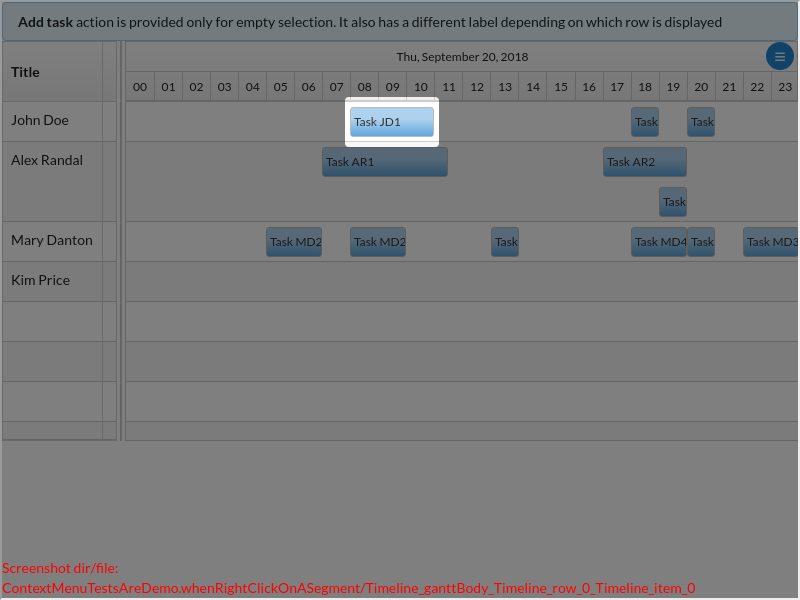 Add task action is provided only for empty selection. It also has a different label depending on which row is displayed
Title
Thu, September 20, 2018
00 01 02 03 04 05 06 07 08 09 10 11 12 13 14 15 16 17 18 19 20 21 22 23
John Doe
Task JD1 Task Task
Alex Randal
Task AR1 Task AR2
Task
Mary Danton
Task MD2 Task MD2 Task Task MD4 Task Task MD3
Kim Price
Screenshot dir/file:
ContextMenuTestsAreDemo.whenRightClickOnASegment/Timeline_ganttBody_Timeline_row_0_Timeline_item_0